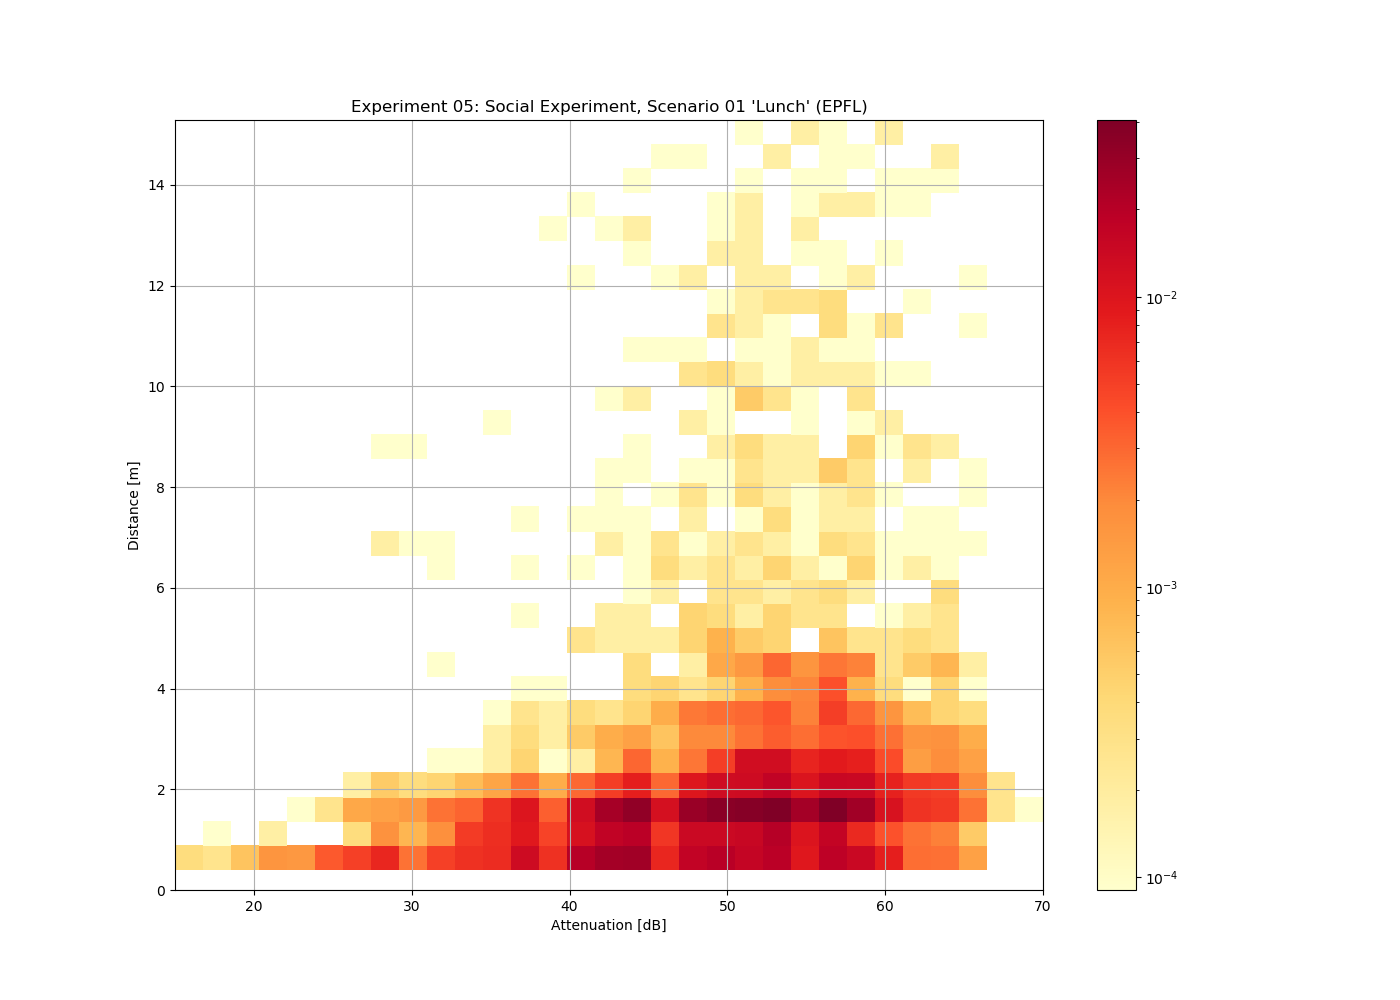 Experiment 05: Social Experiment, Scenario 01 'Lunch' (EPFL)
14
12
10
8
6
4
2
0
Distance [m]
20 30 40 50 60 70
Attenuation [dB]
10⁻²
10⁻³
10⁻⁴